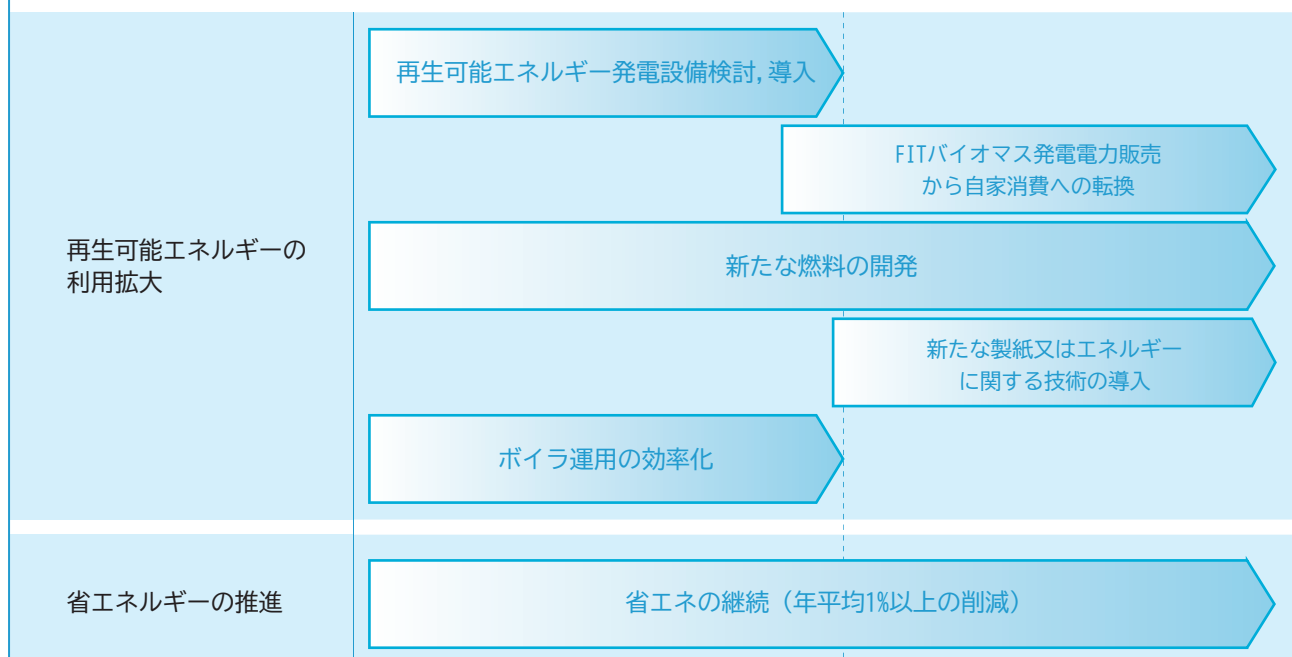 再生可能エネルギーの
利用拡大
再生可能エネルギー発電設備検討,導入
FITバイオマス発電電力販売
から自家消費への転換
新たな燃料の開発
新たな製紙又はエネルギー
に関する技術の導入
ボイラ運用の効率化
省エネルギーの推進
省エネの継続（年平均1%以上の削減）